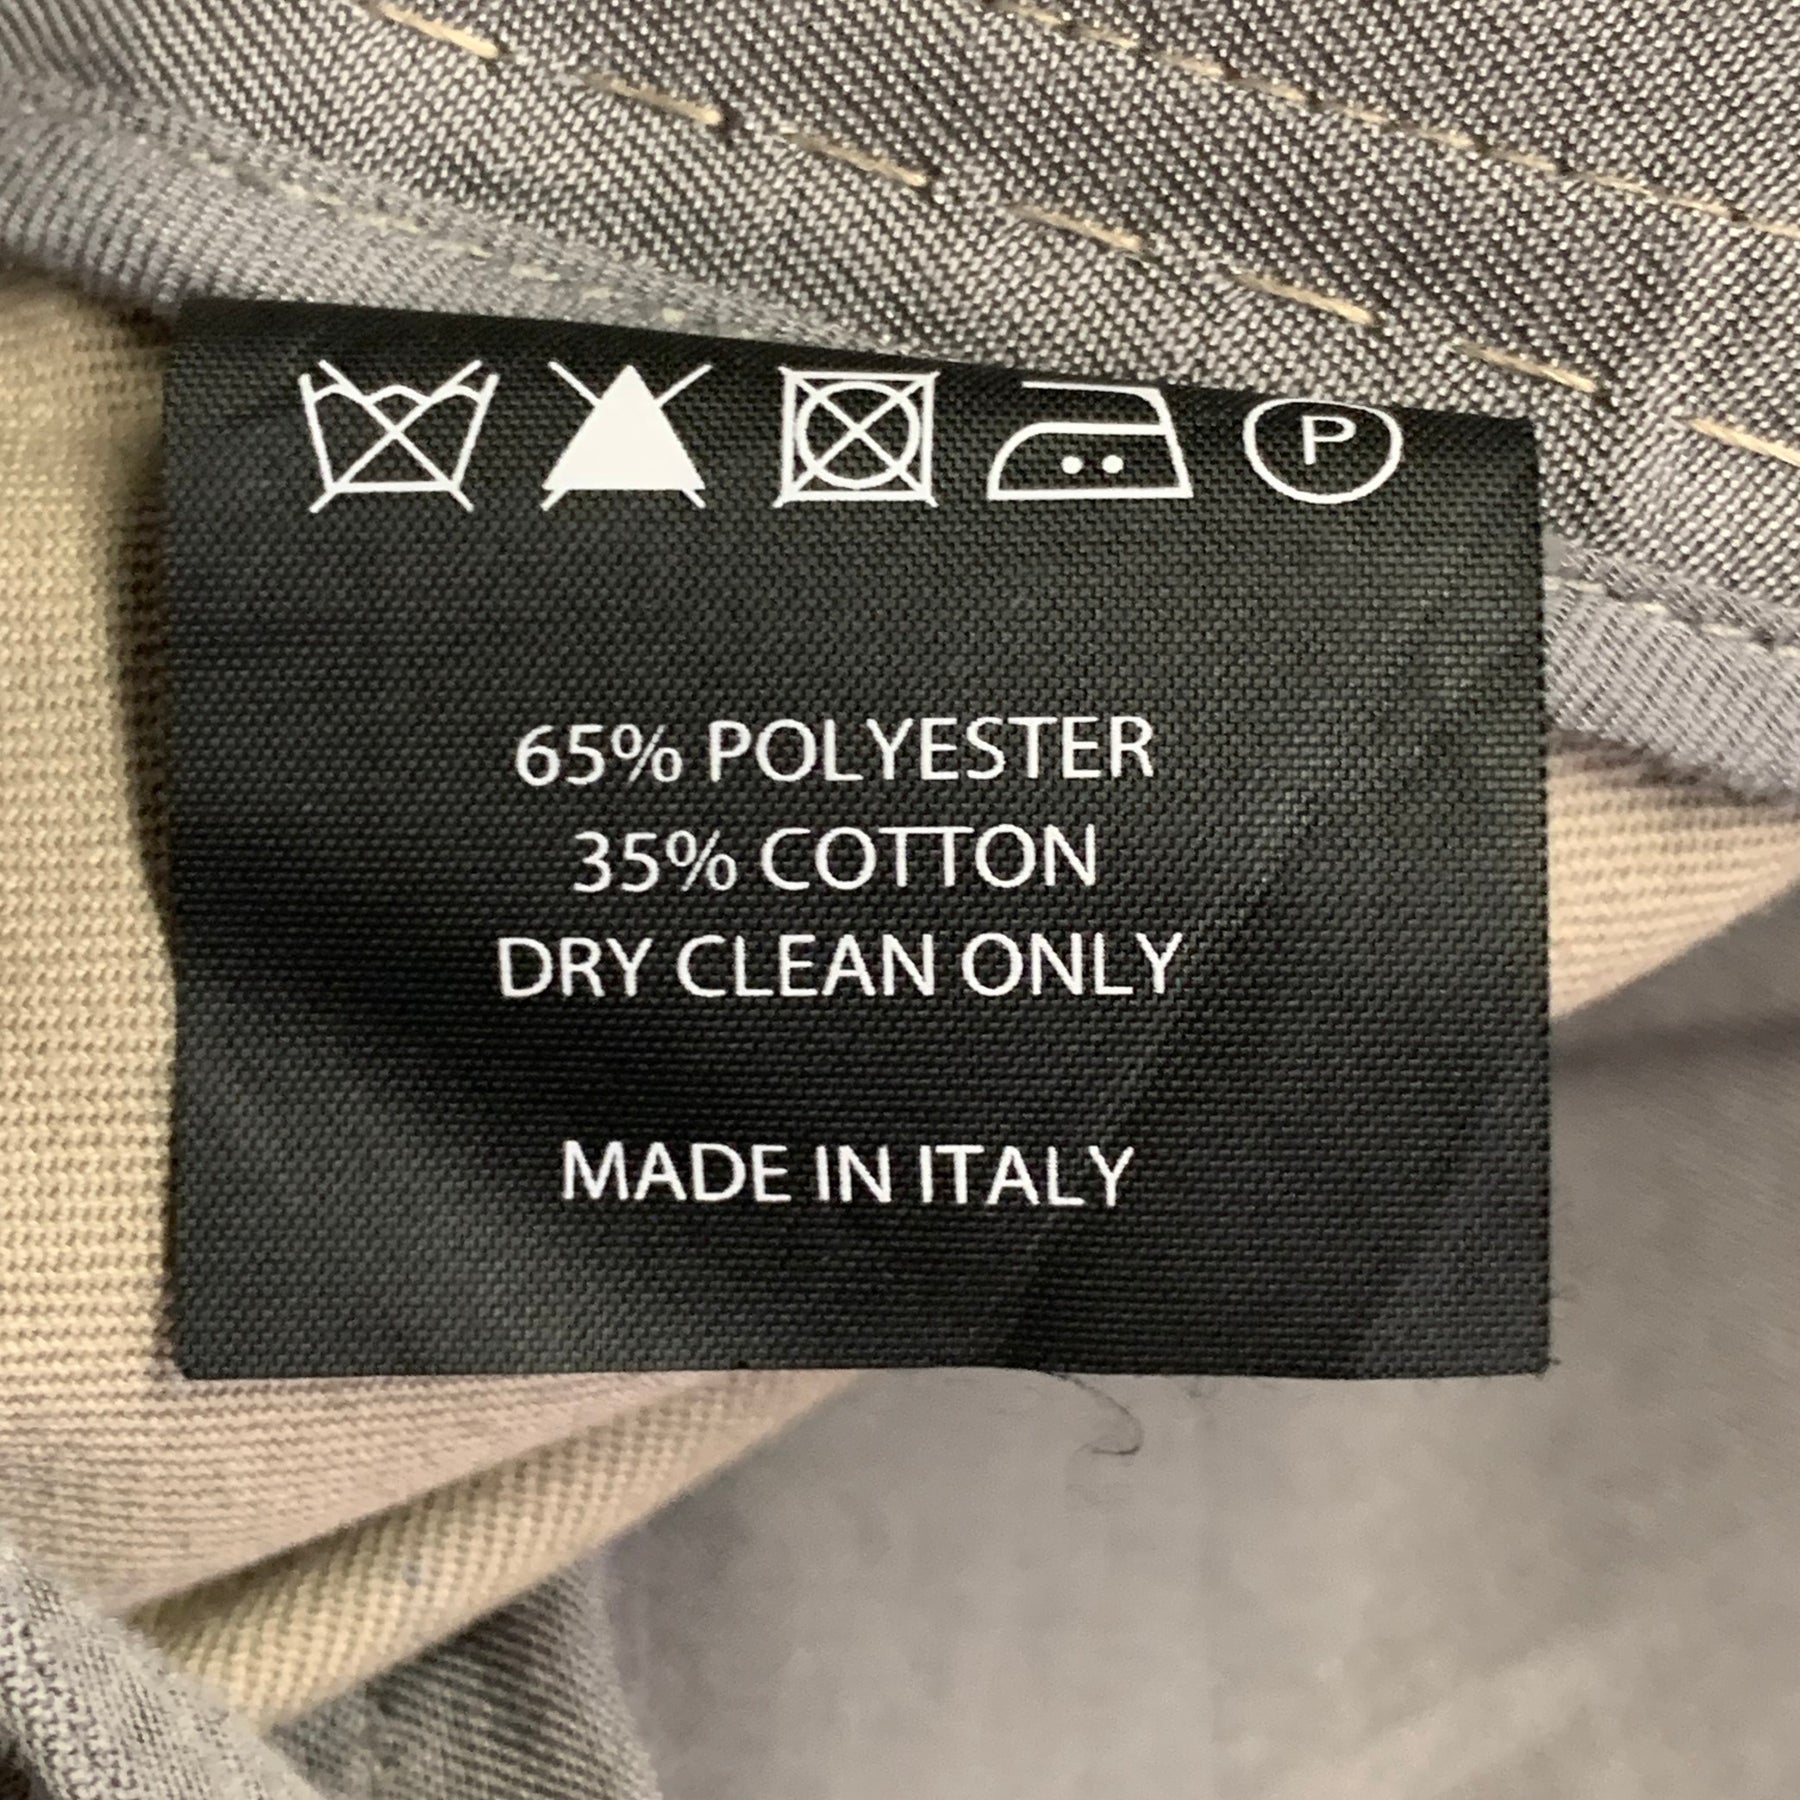 P
65% POLYESTER
35% COTTON
DRY CLEAN ONLY
MADE IN ITALY